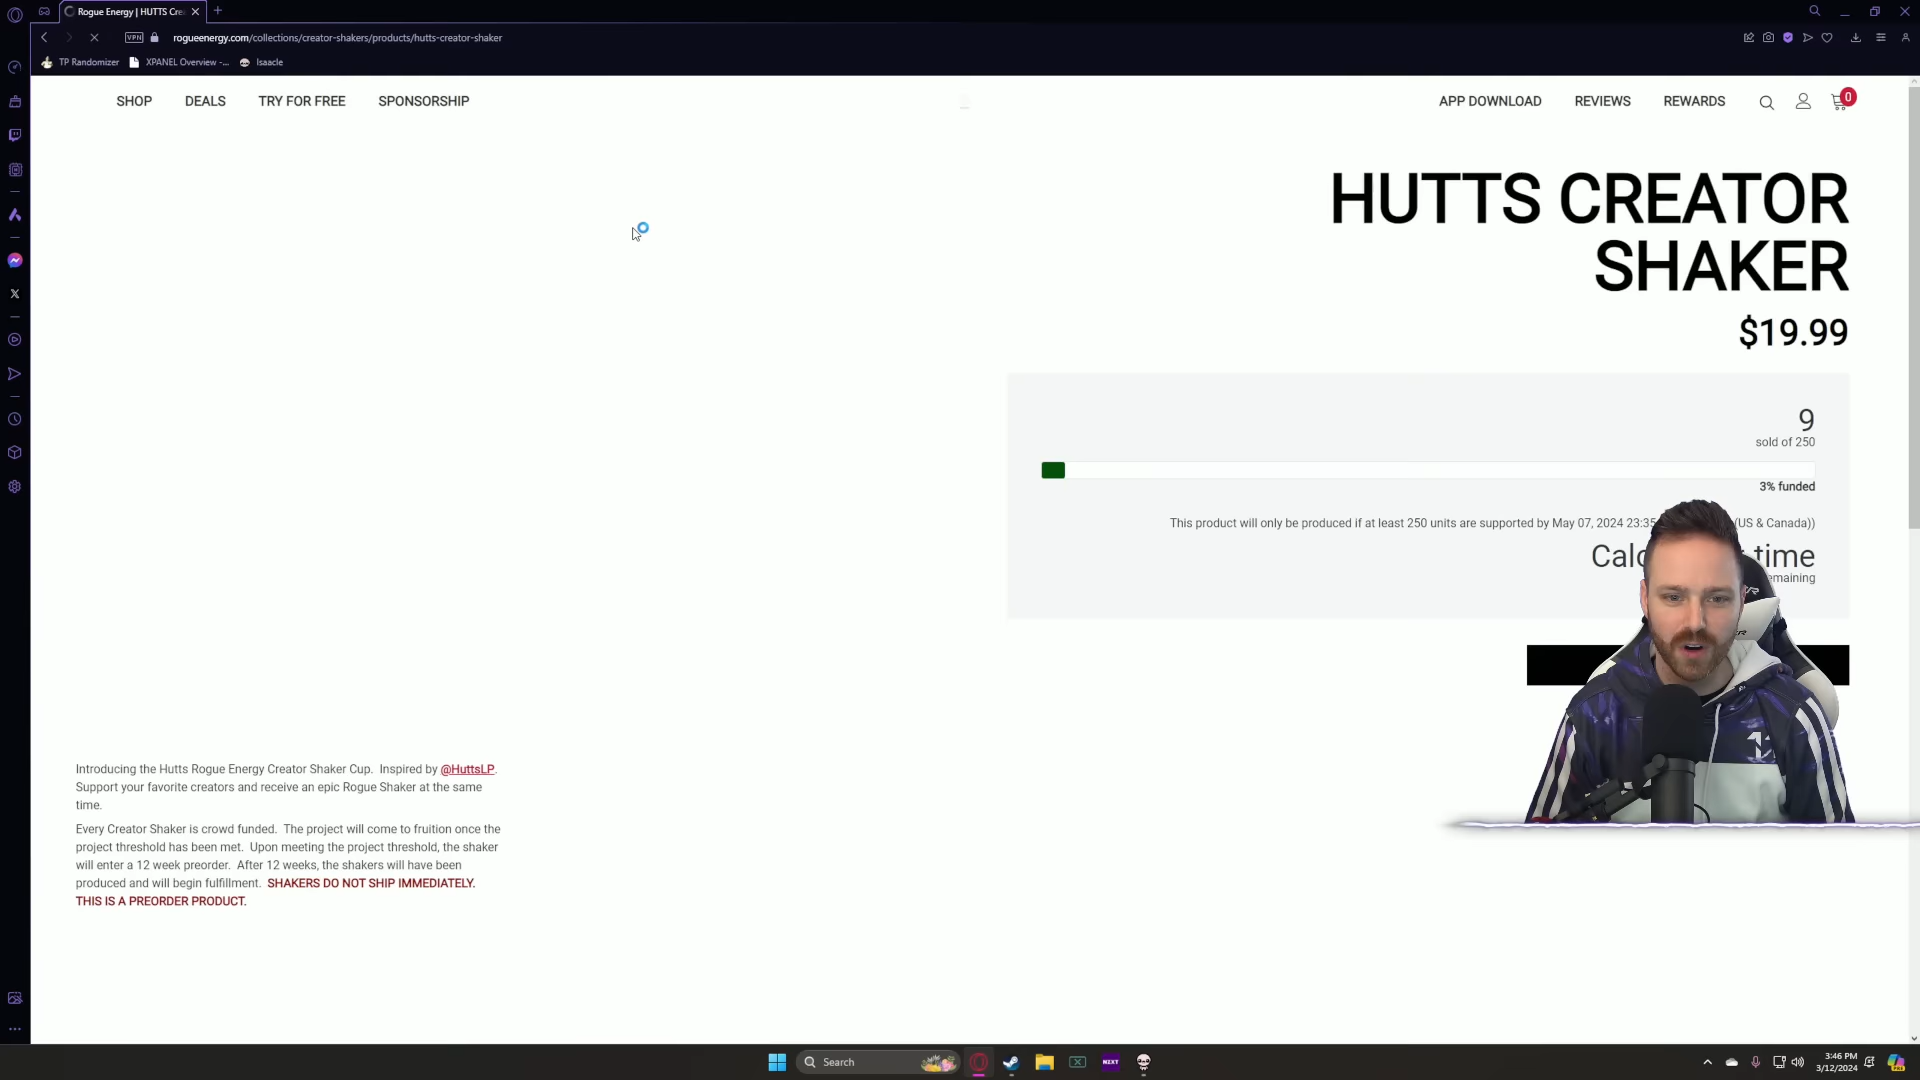 Rogue Energy | HUTTS Cre
VPN
rogueenergy.com/collections/creator-shakers/products/hutts-creator-shaker
TP Randomizer
XPANEL Overview -...
Isaacle
SHOP
DEALS
TRY FOR FREE
SPONSORSHIP
APP DOWNLOAD
REVIEWS
REWARDS
0
HUTTS CREATOR
SHAKER
$19.99
9
sold of 250
3% funded
This product will only be produced if at least 250 units are supported by May 07, 2024 23:35 (US & Canada))
Calc time
emaining
Introducing the Hutts Rogue Energy Creator Shaker Cup. Inspired by @HuttsLP.
Support your favorite creators and receive an epic Rogue Shaker at the same
time.
Every Creator Shaker is crowd funded. The project will come to fruition once the
project threshold has been met. Upon meeting the project threshold, the shaker
will enter a 12 week preorder. After 12 weeks, the shakers will have been
produced and will begin fulfillment. SHAKERS DO NOT SHIP IMMEDIATELY.
THIS IS A PREORDER PRODUCT.
Search
NZXT
3:46 PM
3/12/2024
PRE